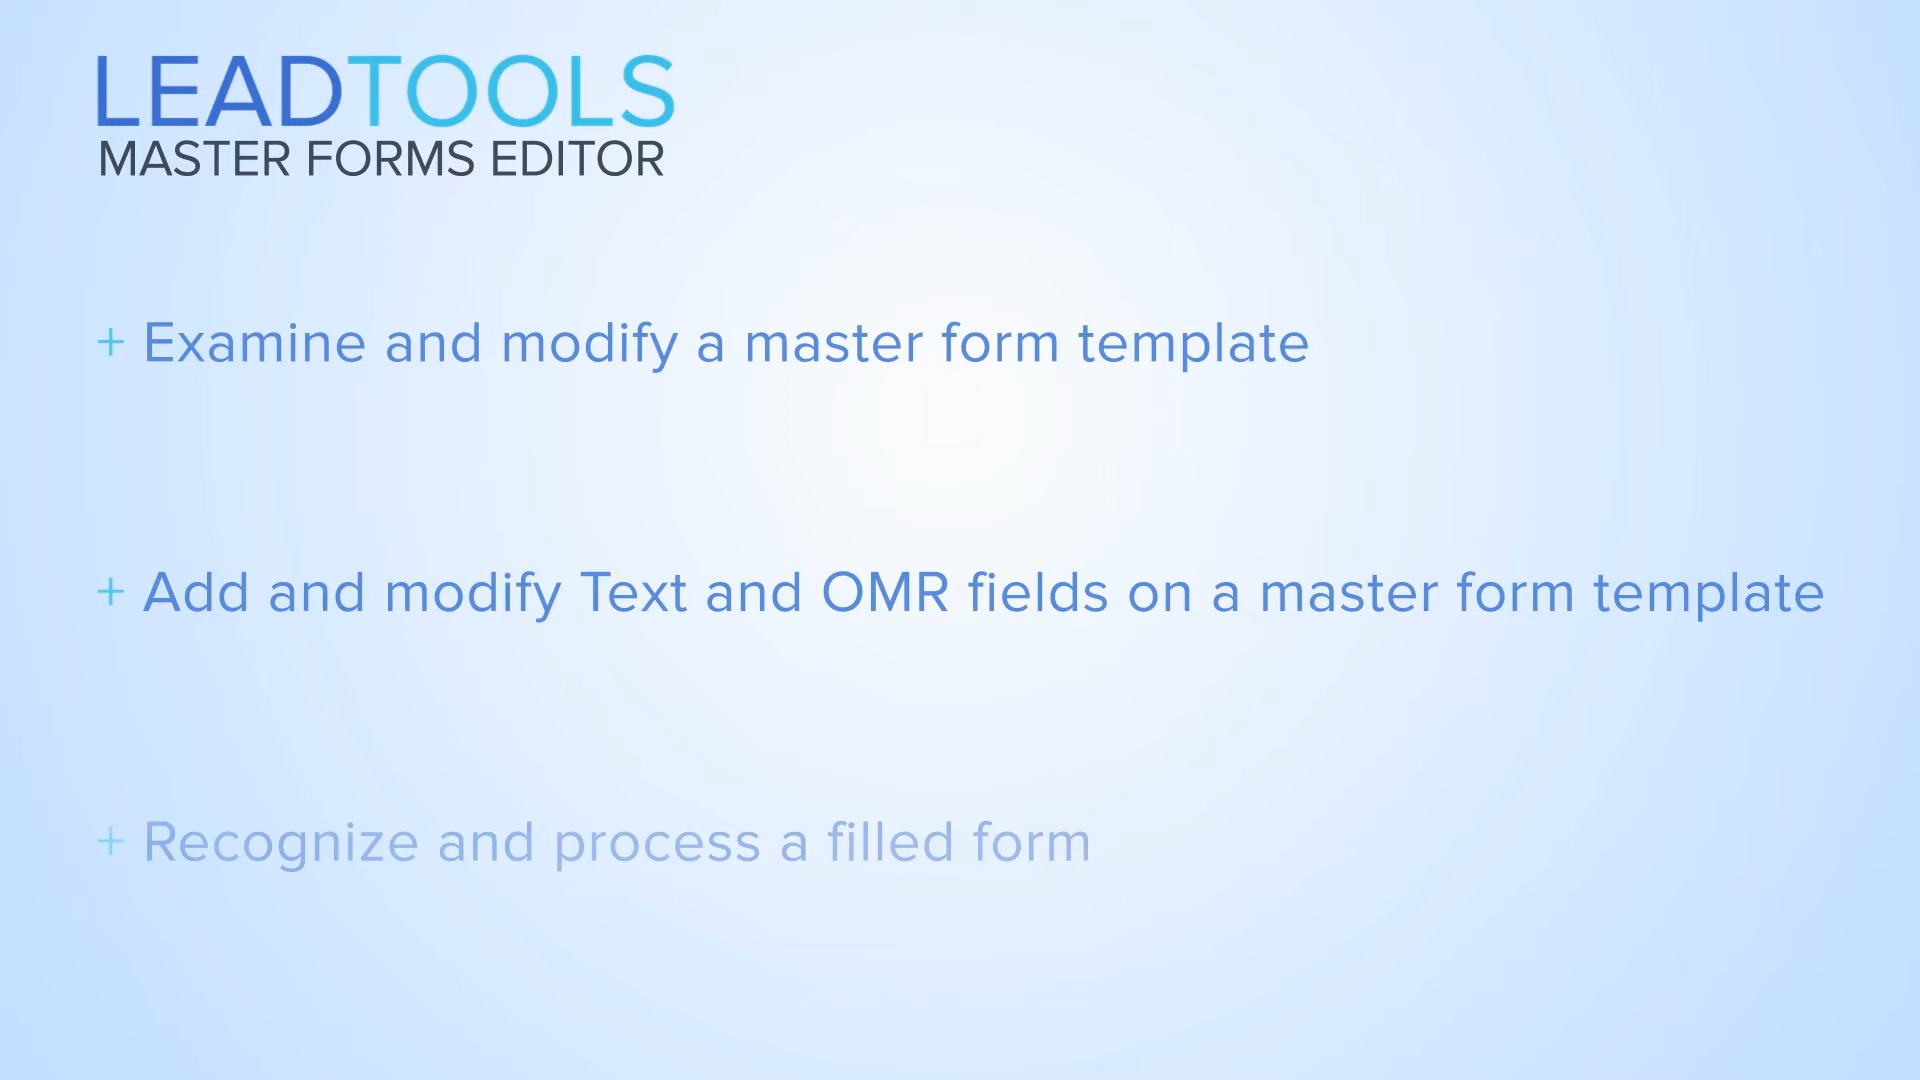 LEADTOOLS
MASTER FORMS EDITOR
+ Examine and modify a master form template
+ Add and modify Text and OMR fields on a master form template
+ Recognize and process a filled form